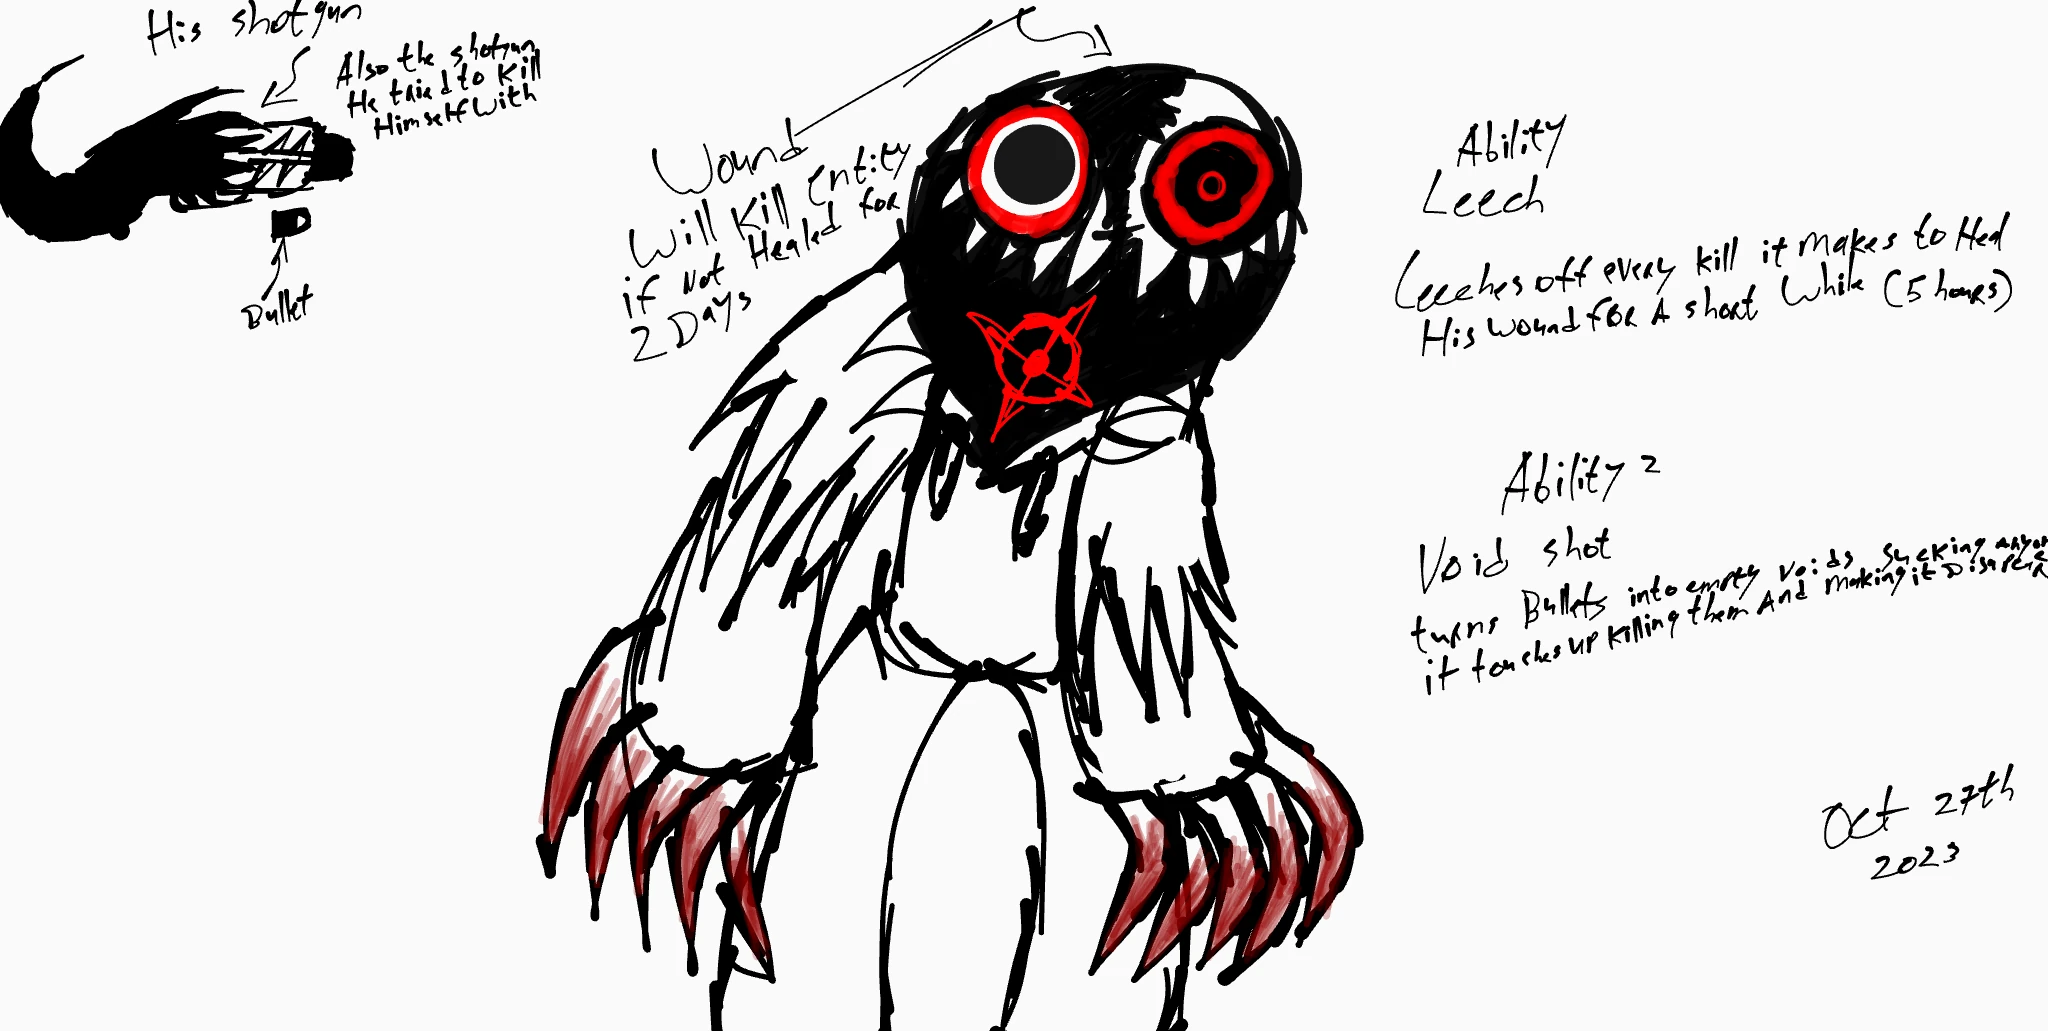 His shotgun
Also the shotgun
He tried to kill
Himself with
Bullet
Wound
Will Kill Entity
if Not Healed for
2 Days
Ability
Leech
Leeches off every kill it makes to Heal
His wound for A short While (5 hours)
Ability 2
Void shot
turns Bullets into empty voids sucking
it touches up killing them And making it
Oct 27th
2023